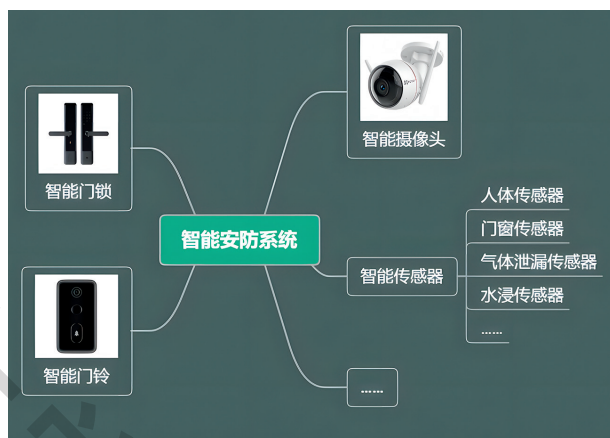 智能摄像头
智能门锁
智能安防系统
人体传感器
门窗传感器
智能传感器
气体泄漏传感器
水浸传感器
……
智能门铃
……